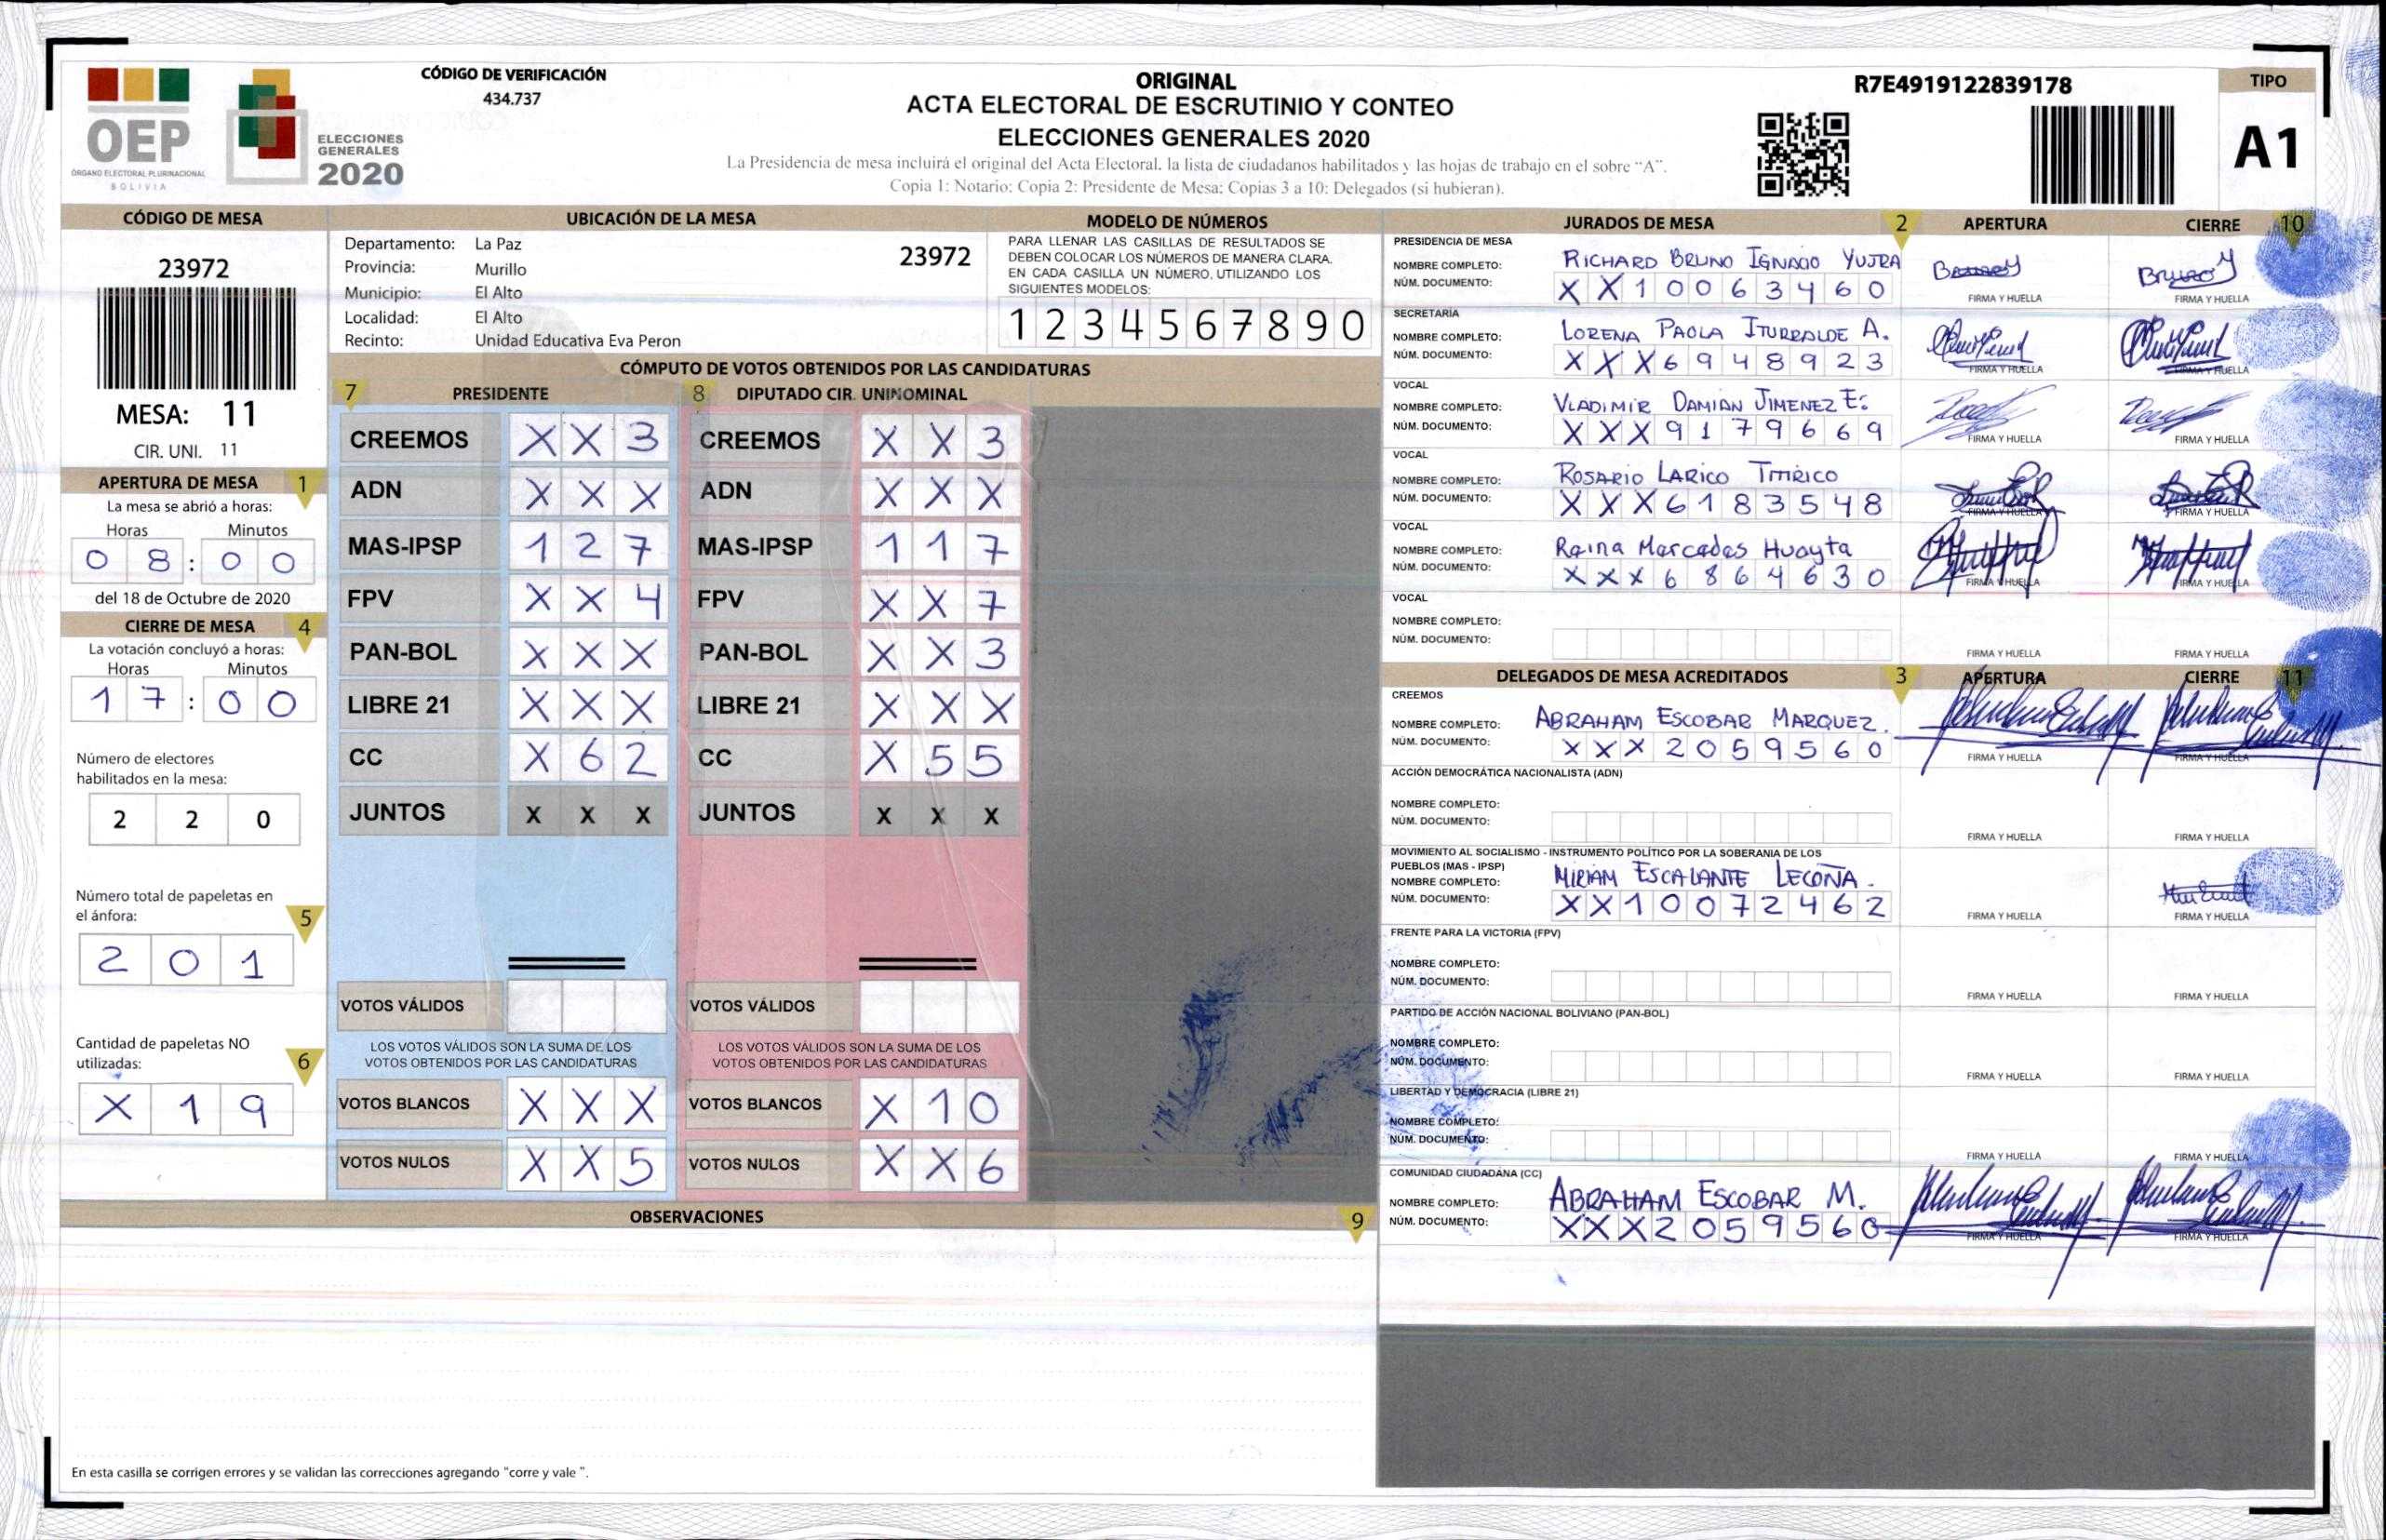 OEP
ÓRGANO ELECTORAL PLURINACIONAL
BOLIVIA
ELECCIONES
GENERALES
2020
CÓDIGO DE VERIFICACIÓN
434.737
ORIGINAL
ACTA ELECTORAL DE ESCRUTINIO Y CONTEO
ELECCIONES GENERALES 2020
La Presidencia de mesa incluirá el original del Acta Electoral, la lista de ciudadanos habilitados y las hojas de trabajo en el sobre "A".
Copia 1: Notario; Copia 2: Presidente de Mesa; Copias 3 a 10: Delegados (si hubieran).
R7E4919122839178
TIPO
A1
CÓDIGO DE MESA
23972
MESA: 11
CIR. UNI. 11
APERTURA DE MESA 1
La mesa se abrió a horas:
Horas Minutos
0 8 : 0 0
del 18 de Octubre de 2020
CIERRE DE MESA 4
La votación concluyó a horas:
Horas Minutos
1 7 : 0 0
Número de electores
habilitados en la mesa:
2 2 0
Número total de papeletas en
el ánfora: 5
2 0 1
Cantidad de papeletas NO
utilizadas: 6
X 1 9
UBICACIÓN DE LA MESA
Departamento: La Paz 23972
Provincia: Murillo
Municipio: El Alto
Localidad: El Alto
Recinto: Unidad Educativa Eva Peron
MODELO DE NÚMEROS
PARA LLENAR LAS CASILLAS DE RESULTADOS SE
DEBEN COLOCAR LOS NÚMEROS DE MANERA CLARA.
EN CADA CASILLA UN NÚMERO, UTILIZANDO LOS
SIGUIENTES MODELOS:
1 2 3 4 5 6 7 8 9 0
CÓMPUTO DE VOTOS OBTENIDOS POR LAS CANDIDATURAS
7 PRESIDENTE 8 DIPUTADO CIR. UNINOMINAL
CREEMOS X X 3 CREEMOS X X 3
ADN X X X ADN X X X
MAS-IPSP 1 2 7 MAS-IPSP 1 1 7
FPV X X 4 FPV X X 7
PAN-BOL X X X PAN-BOL X X 3
LIBRE 21 X X X LIBRE 21 X X X
CC X 6 2 CC X 5 5
JUNTOS X X X JUNTOS X X X
VOTOS VÁLIDOS VOTOS VÁLIDOS
LOS VOTOS VÁLIDOS SON LA SUMA DE LOS LOS VOTOS VÁLIDOS SON LA SUMA DE LOS
VOTOS OBTENIDOS POR LAS CANDIDATURAS VOTOS OBTENIDOS POR LAS CANDIDATURAS
VOTOS BLANCOS X X X VOTOS BLANCOS X 1 0
VOTOS NULOS X X 5 VOTOS NULOS X X 6
OBSERVACIONES 9
En esta casilla se corrigen errores y se validan las correcciones agregando "corre y vale ".
JURADOS DE MESA 2 APERTURA CIERRE 10
PRESIDENCIA DE MESA
NOMBRE COMPLETO: RICHARD BRUNO IGNACIO YUJRA
NÚM. DOCUMENTO: X X 1 0 0 6 3 4 6 0
FIRMA Y HUELLA FIRMA Y HUELLA
SECRETARÍA
NOMBRE COMPLETO: LORENA PAOLA ITURRALDE A.
NÚM. DOCUMENTO: X X X 6 9 4 8 9 2 3
FIRMA Y HUELLA FIRMA Y HUELLA
VOCAL
NOMBRE COMPLETO: VLADIMIR DAMIAN JIMENEZ E.
NÚM. DOCUMENTO: X X X 9 1 7 9 6 6 9
FIRMA Y HUELLA FIRMA Y HUELLA
VOCAL
NOMBRE COMPLETO: ROSARIO LARICO
NÚM. DOCUMENTO: X X X 6 1 8 3 5 4 8
FIRMA Y HUELLA FIRMA Y HUELLA
VOCAL
NOMBRE COMPLETO: Reina Mercedes Huayta
NÚM. DOCUMENTO: X X X 6 8 6 4 6 3 0
FIRMA Y HUELLA FIRMA Y HUELLA
VOCAL
NOMBRE COMPLETO:
NÚM. DOCUMENTO:
FIRMA Y HUELLA FIRMA Y HUELLA
DELEGADOS DE MESA ACREDITADOS 3 APERTURA CIERRE 11
CREEMOS
NOMBRE COMPLETO: ABRAHAM ESCOBAR MARQUEZ.
NÚM. DOCUMENTO: X X X 2 0 5 9 5 6 0
FIRMA Y HUELLA FIRMA Y HUELLA
ACCIÓN DEMOCRÁTICA NACIONALISTA (ADN)
NOMBRE COMPLETO:
NÚM. DOCUMENTO:
FIRMA Y HUELLA FIRMA Y HUELLA
MOVIMIENTO AL SOCIALISMO - INSTRUMENTO POLÍTICO POR LA SOBERANIA DE LOS
PUEBLOS (MAS - IPSP)
NOMBRE COMPLETO: MIRIAM ESCALANTE LECOÑA.
NÚM. DOCUMENTO: X X 1 0 0 7 2 4 6 2
FIRMA Y HUELLA FIRMA Y HUELLA
FRENTE PARA LA VICTORIA (FPV)
NOMBRE COMPLETO:
NÚM. DOCUMENTO:
FIRMA Y HUELLA FIRMA Y HUELLA
PARTIDO DE ACCIÓN NACIONAL BOLIVIANO (PAN-BOL)
NOMBRE COMPLETO:
NÚM. DOCUMENTO:
FIRMA Y HUELLA FIRMA Y HUELLA
LIBERTAD Y DEMOCRACIA (LIBRE 21)
NOMBRE COMPLETO:
NÚM. DOCUMENTO:
FIRMA Y HUELLA FIRMA Y HUELLA
COMUNIDAD CIUDADANA (CC)
NOMBRE COMPLETO: ABRAHAM ESCOBAR M.
NÚM. DOCUMENTO: X X X 2 0 5 9 5 6 0
FIRMA Y HUELLA FIRMA Y HUELLA